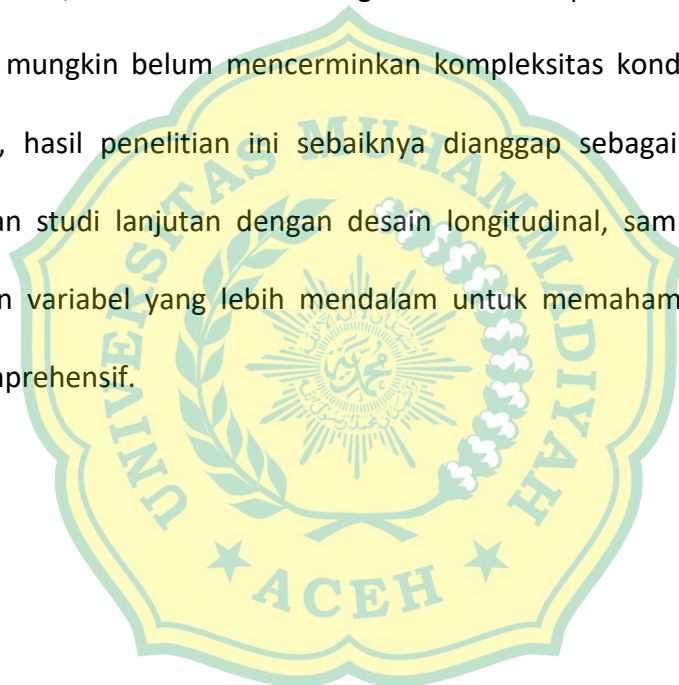 mungkin belum mencerminkan kompleksitas kond
, hasil penelitian ini sebaiknya dianggap sebagai
an studi lanjutan dengan desain longitudinal, sam
n variabel yang lebih mendalam untuk memaham
prehensif.
UNIVERSITAS MUHAMMADIYAH
ACEH